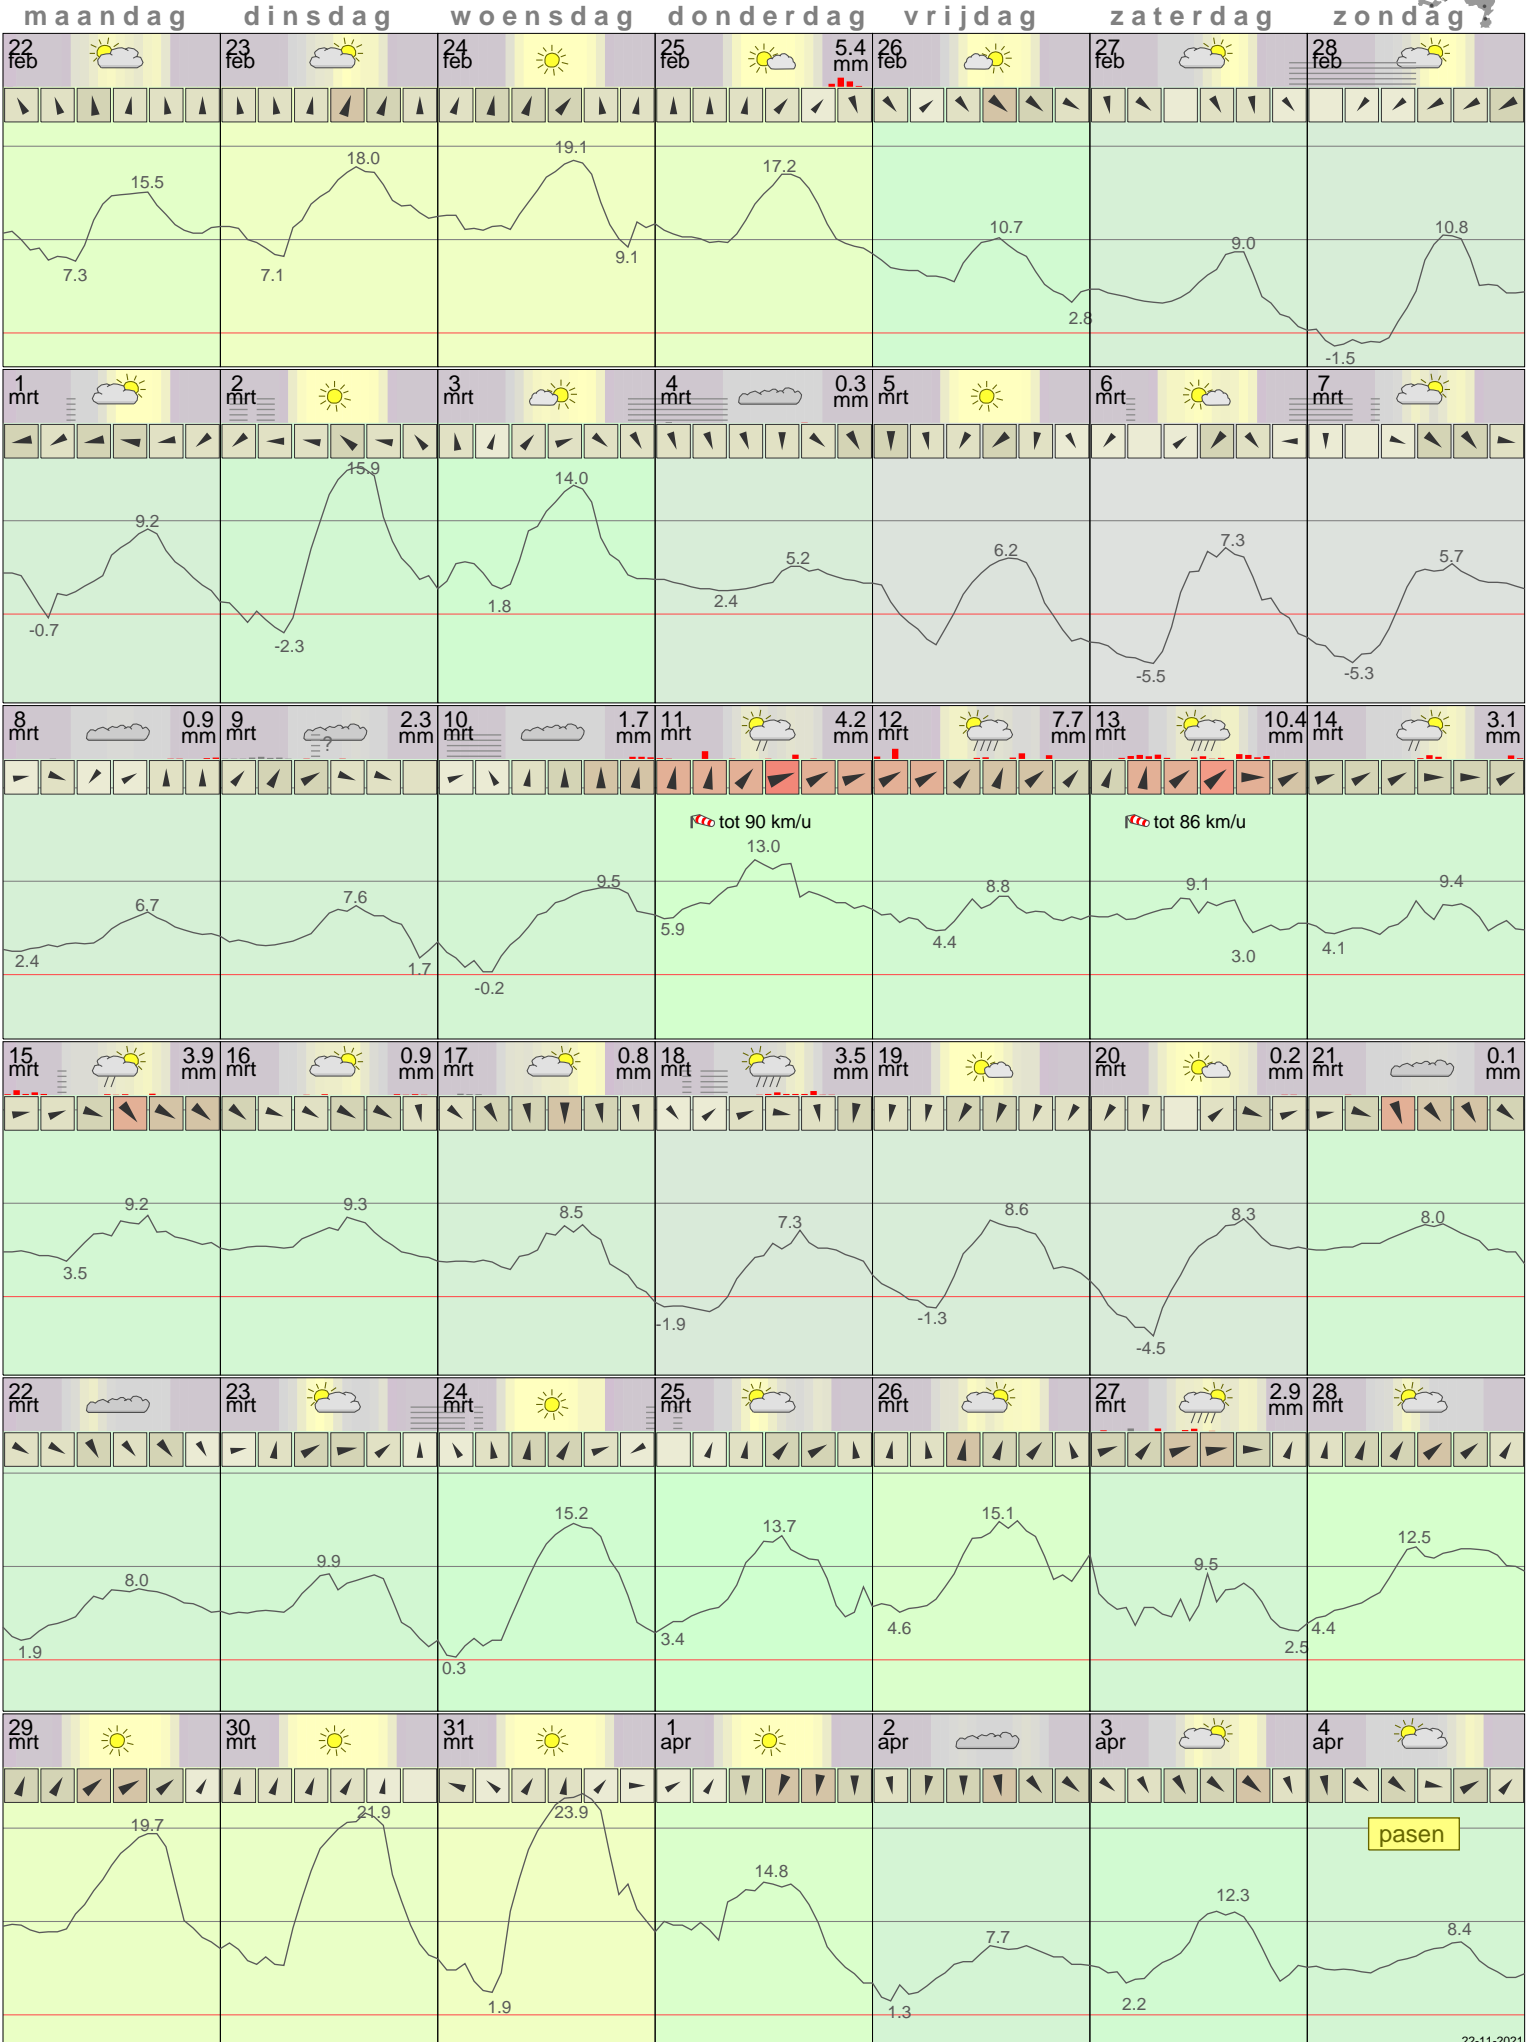 maandag dinsdag woensdag donderdag vrijdag zaterdag zondag
22 feb 23 feb 24 feb 25 feb 5.4 mm 26 feb 27 feb 28 feb
15.5 18.0 19.1 17.2 10.7 9.0 10.8
7.3 7.1 9.1 2.8 -1.5
1 mrt 2 mrt 3 mrt 4 mrt 0.3 mm 5 mrt 6 mrt 7 mrt
9.2 15.9 14.0 5.2 6.2 7.3 5.7
-0.7 -2.3 1.8 2.4 -5.5 -5.3
8 mrt 0.9 mm 9 mrt 2.3 mm 10 mrt 1.7 mm 11 mrt 4.2 mm 12 mrt 7.7 mm 13 mrt 10.4 mm 14 mrt 3.1 mm
?
tot 90 km/u tot 86 km/u
6.7 7.6 9.5 13.0 8.8 9.1 9.4
2.4 1.7 -0.2 5.9 4.4 3.0 4.1
15 mrt 3.9 mm 16 mrt 0.9 mm 17 mrt 0.8 mm 18 mrt 3.5 mm 19 mrt 20 mrt 0.2 mm 21 mrt 0.1 mm
9.2 9.3 8.5 7.3 8.6 8.3 8.0
3.5 -1.9 -1.3 -4.5
22 mrt 23 mrt 24 mrt 25 mrt 26 mrt 27 mrt 2.9 mm 28 mrt
8.0 9.9 15.2 13.7 15.1 9.5 12.5
1.9 0.3 3.4 4.6 2.5 4.4
29 mrt 30 mrt 31 mrt 1 apr 2 apr 3 apr 4 apr
19.7 21.9 23.9 14.8 7.7 12.3 8.4
pasen
1.9 1.3 2.2
22-11-2021